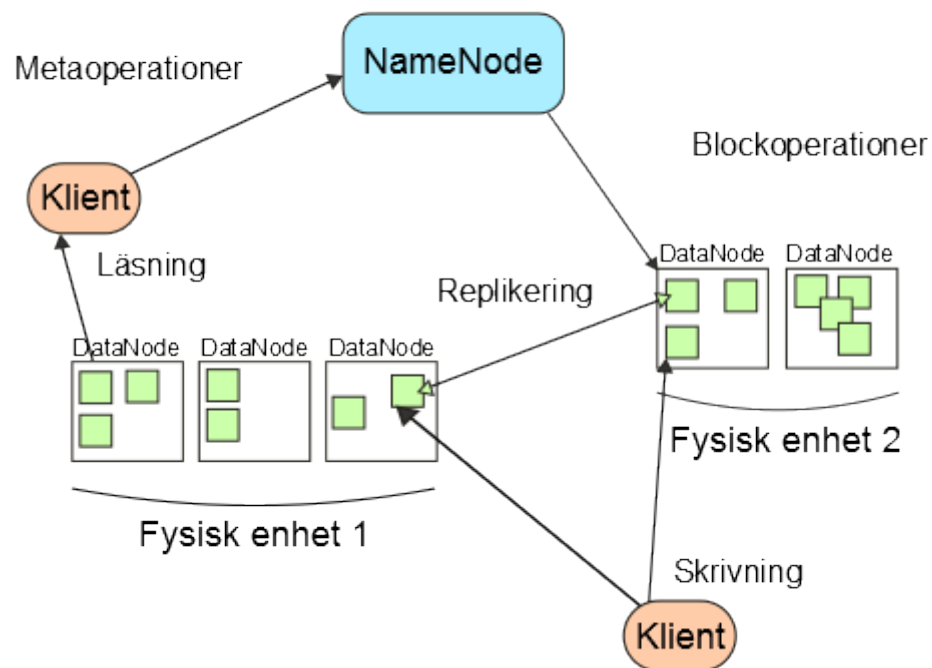 NameNode
Metaoperationer
Blockoperationer
Klient
Läsning
DataNode
DataNode
Replikering
DataNode
DataNode
DataNode
Fysisk enhet 2
Fysisk enhet 1
Skrivning
Klient